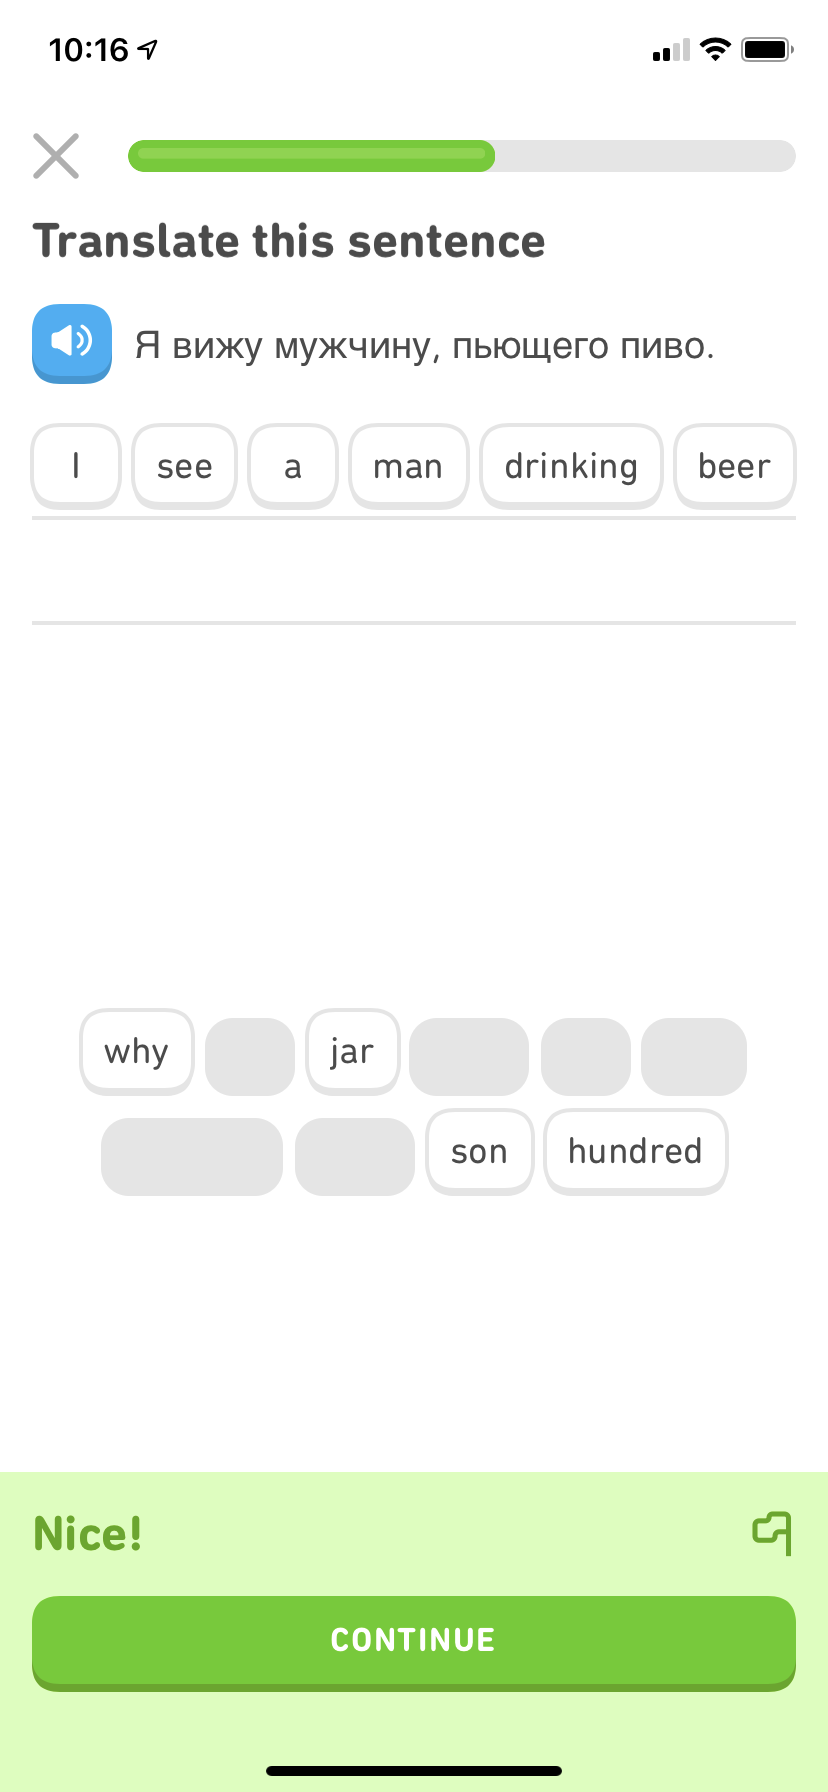 10:16
Translate this sentence
Я вижу мужчину, пьющего пиво.
I see a man drinking beer
why jar
son hundred
Nice!
CONTINUE